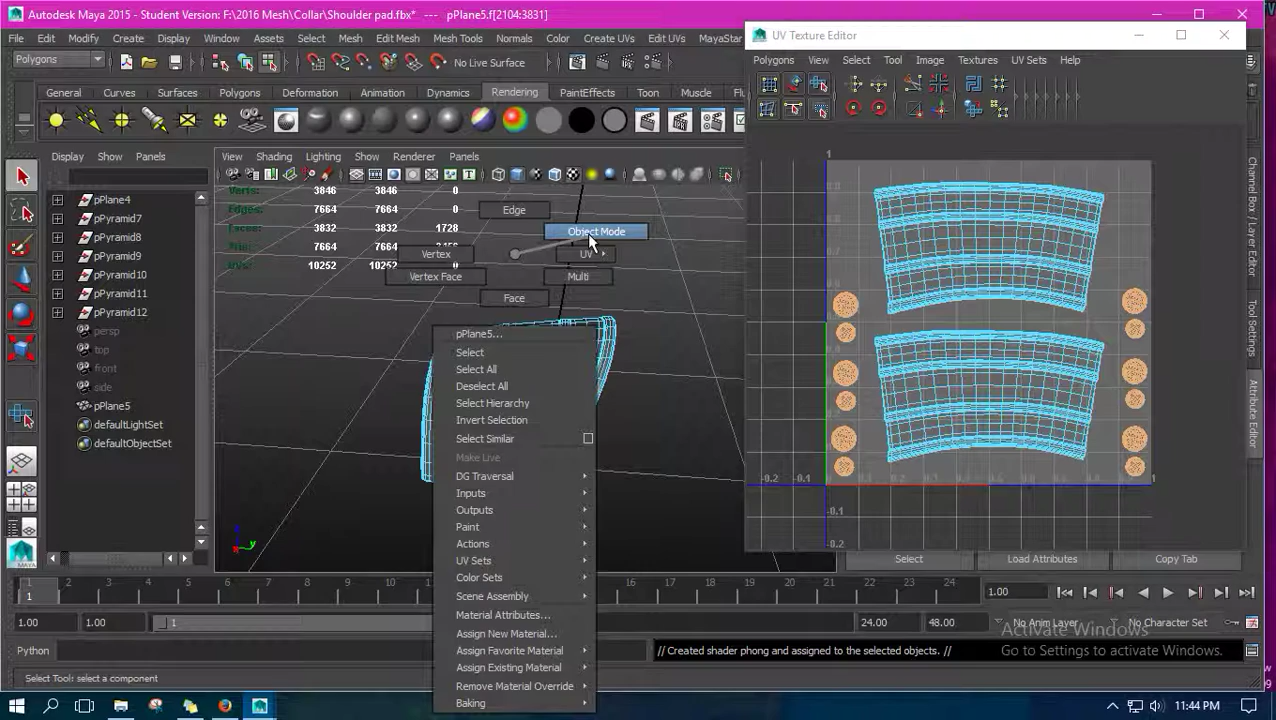 Autodesk Maya 2015 - Student Version: F:\2016 Mesh\Collar\Shoulder pad.fbx* --- pPlane5.f[2104:3831]
File Edit Modify Create Display Window Assets Select Mesh Edit Mesh Mesh Tools Normals Color Create UVs Edit UVs MayaStar
Polygons
No Live Surface
General Curves Surfaces Polygons Deformation Animation Dynamics Rendering PaintEffects Toon Muscle
Display Show Panels
View Shading Lighting Show Renderer Panels
pPlane4
pPyramid7
pPyramid8
pPyramid9
pPyramid10
pPyramid11
pPyramid12
persp
top
front
side
pPlane5
defaultLightSet
defaultObjectSet
Verts: 3846 3846 0
Edges: 7664 7664 0
Faces: 3832 3832 1728
10252 10252 0
Edge
Object Mode
Vertex
UV
Vertex Face
Multi
Face
pPlane5...
Select
Select All
Deselect All
Select Hierarchy
Invert Selection
Select Similar
Make Live
DG Traversal
Inputs
Outputs
Paint
Actions
UV Sets
Color Sets
Scene Assembly
Material Attributes...
Assign New Material...
Assign Favorite Material
Assign Existing Material
Remove Material Override
Baking
UV Texture Editor
Polygons View Select Tool Image Textures UV Sets Help
1
-0.2 -0.1 1
-0.1
-0.2
Channel Box / Layer Editor
Tool Settings
Attribute Editor
Select Load Attributes Copy Tab
1 16 17 18 19 20 21 22 23 24
1 1.00
1.00 1.00 1 24.00 48.00 No Anim Layer No Character Set
Python // Created shader phong and assigned to the selected objects. //
Select Tool: select a component
Activate Windows
Go to Settings to activate Windows.
11:44 PM